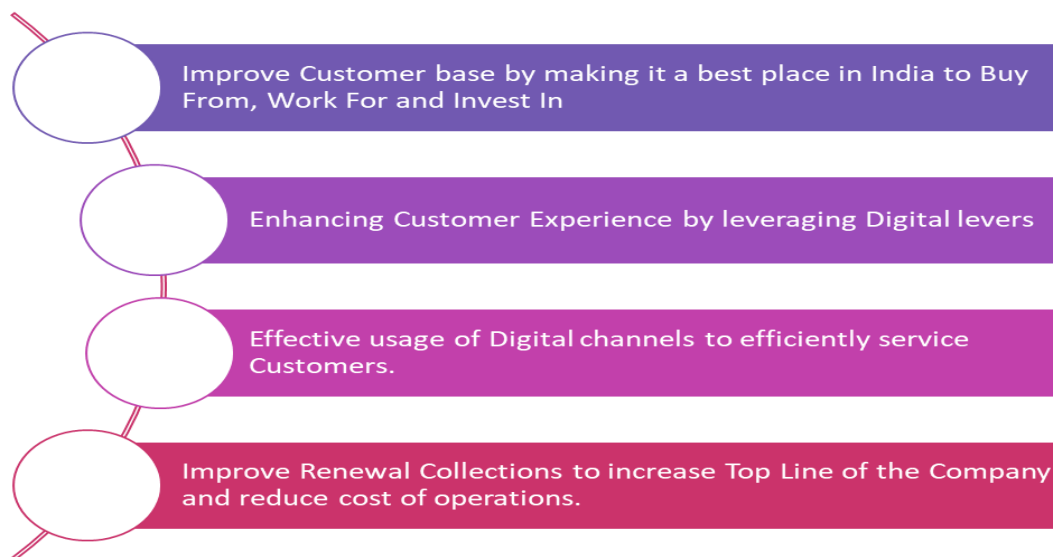 Improve Customer base by making it a best place in India to Buy
From, Work For and Invest In
Enhancing Customer Experience by leveraging Digital levers
Effective usage of Digital channels to efficiently service
Customers.
Improve Renewal Collections to increase Top Line of the Company
and reduce cost of operations.